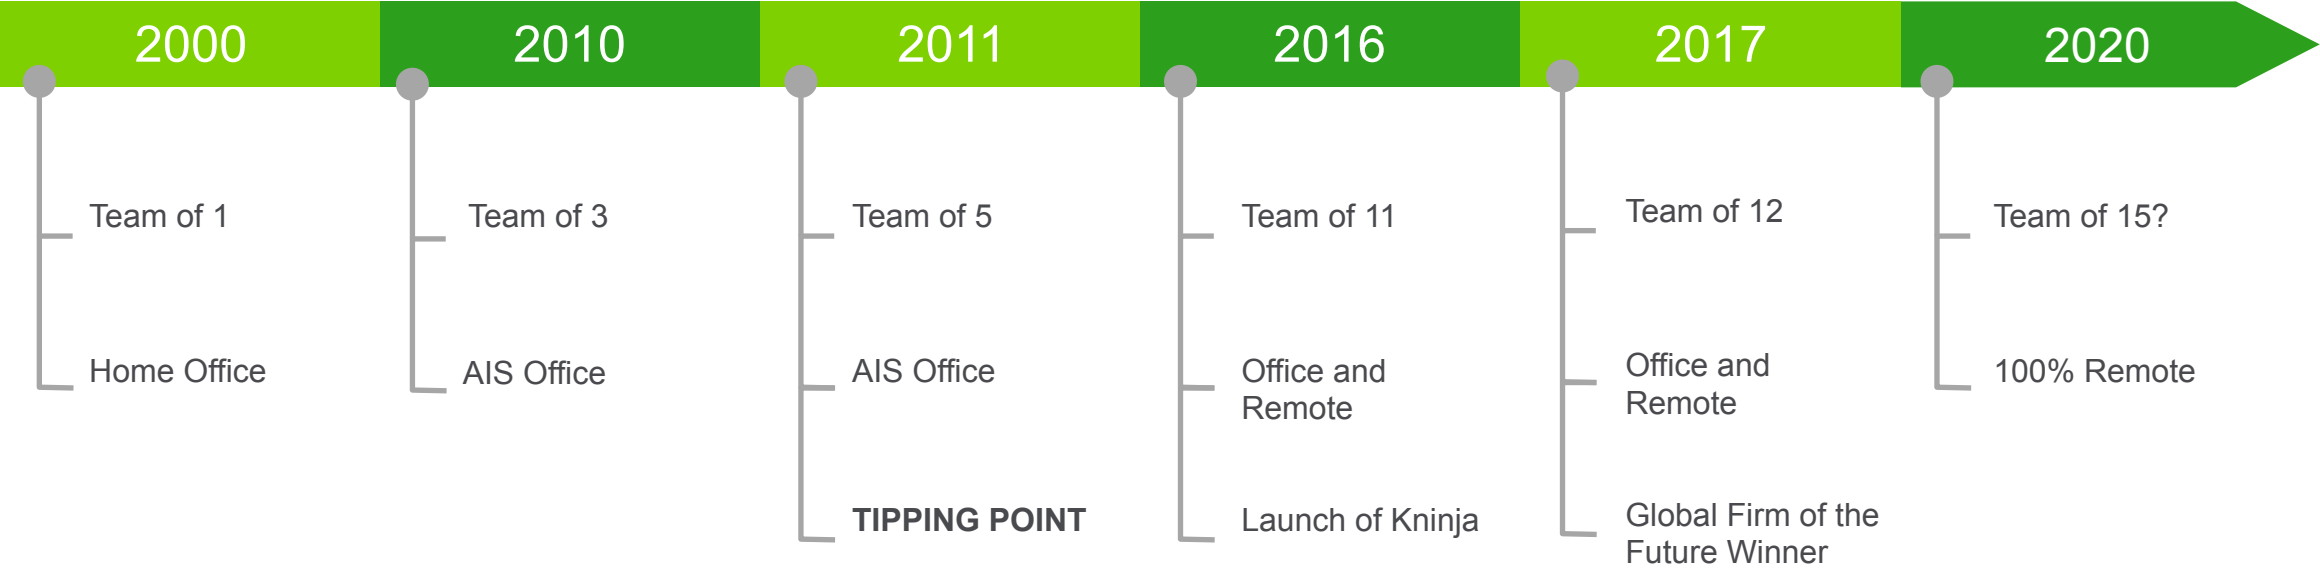 2000
2010
2011
2016
2017
2020
Team of 1
Team of 3
Team of 5
Team of 11
Team of 12
Team of 15?
Home Office
AIS Office
AIS Office
Office and
Remote
Office and
Remote
100% Remote
TIPPING POINT
Launch of Kninja
Global Firm of the
Future Winner